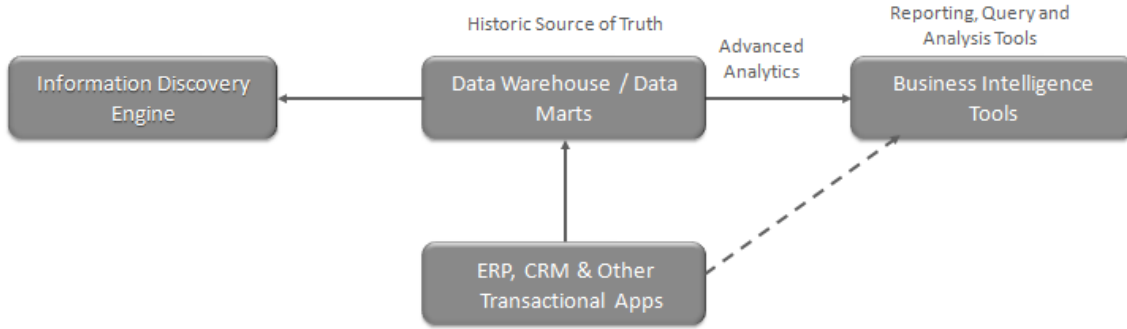 Historic Source of Truth
Reporting, Query and
Analysis Tools
Advanced
Analytics
Information Discovery
Engine
Data Warehouse / Data
Marts
Business Intelligence
Tools
ERP, CRM & Other
Transactional Apps